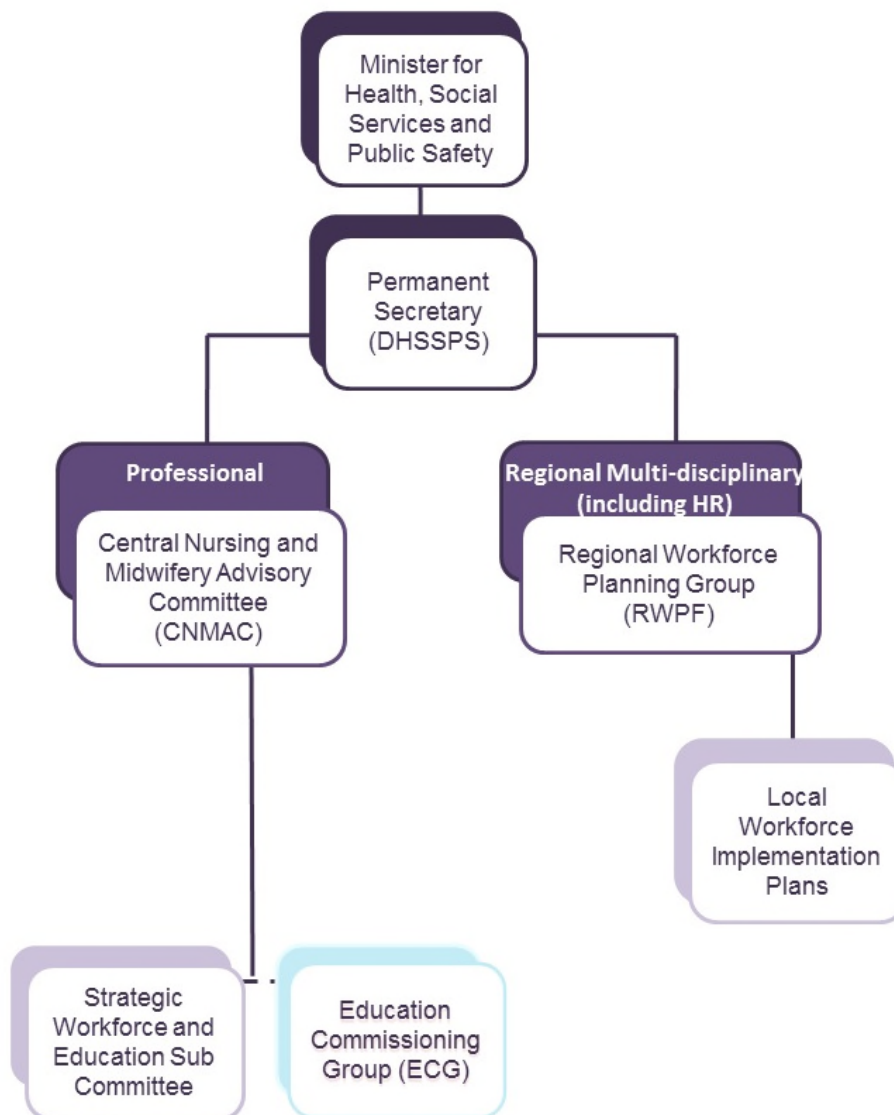 Minister for
Health, Social
Services and
Public Safety
Permanent
Secretary
(DHSSPS)
Professional
Central Nursing and
Midwifery Advisory
Committee
(CNMAC)
Regional Multi-disciplinary
(including HR)
Regional Workforce
Planning Group
(RWPF)
Local
Workforce
Implementation
Plans
Strategic
Workforce and
Education Sub
Committee
Education
Commissioning
Group (ECG)